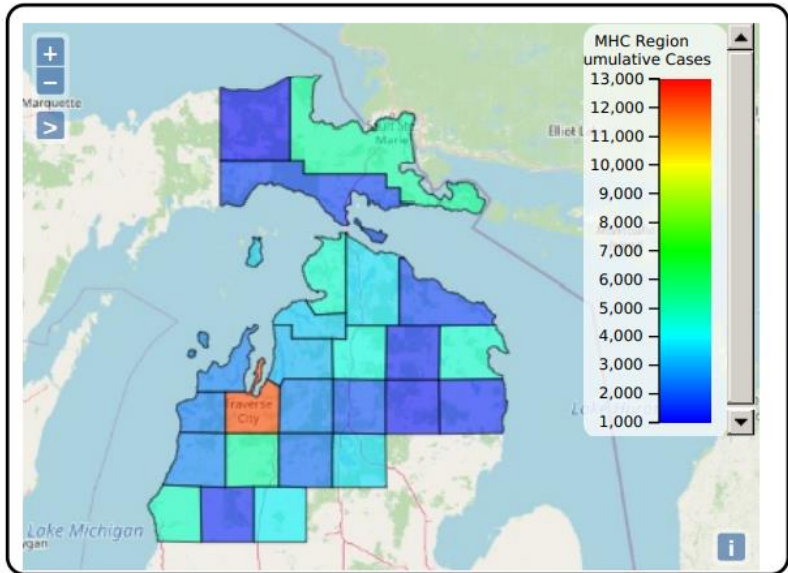 +
−
>
Marquette
MHC Region
umulative Cases
13,000
12,000
11,000
10,000
9,000
8,000
7,000
6,000
5,000
4,000
3,000
2,000
1,000
Marie
Elliot L
Traverse
City
Lake Michigan
gan
i